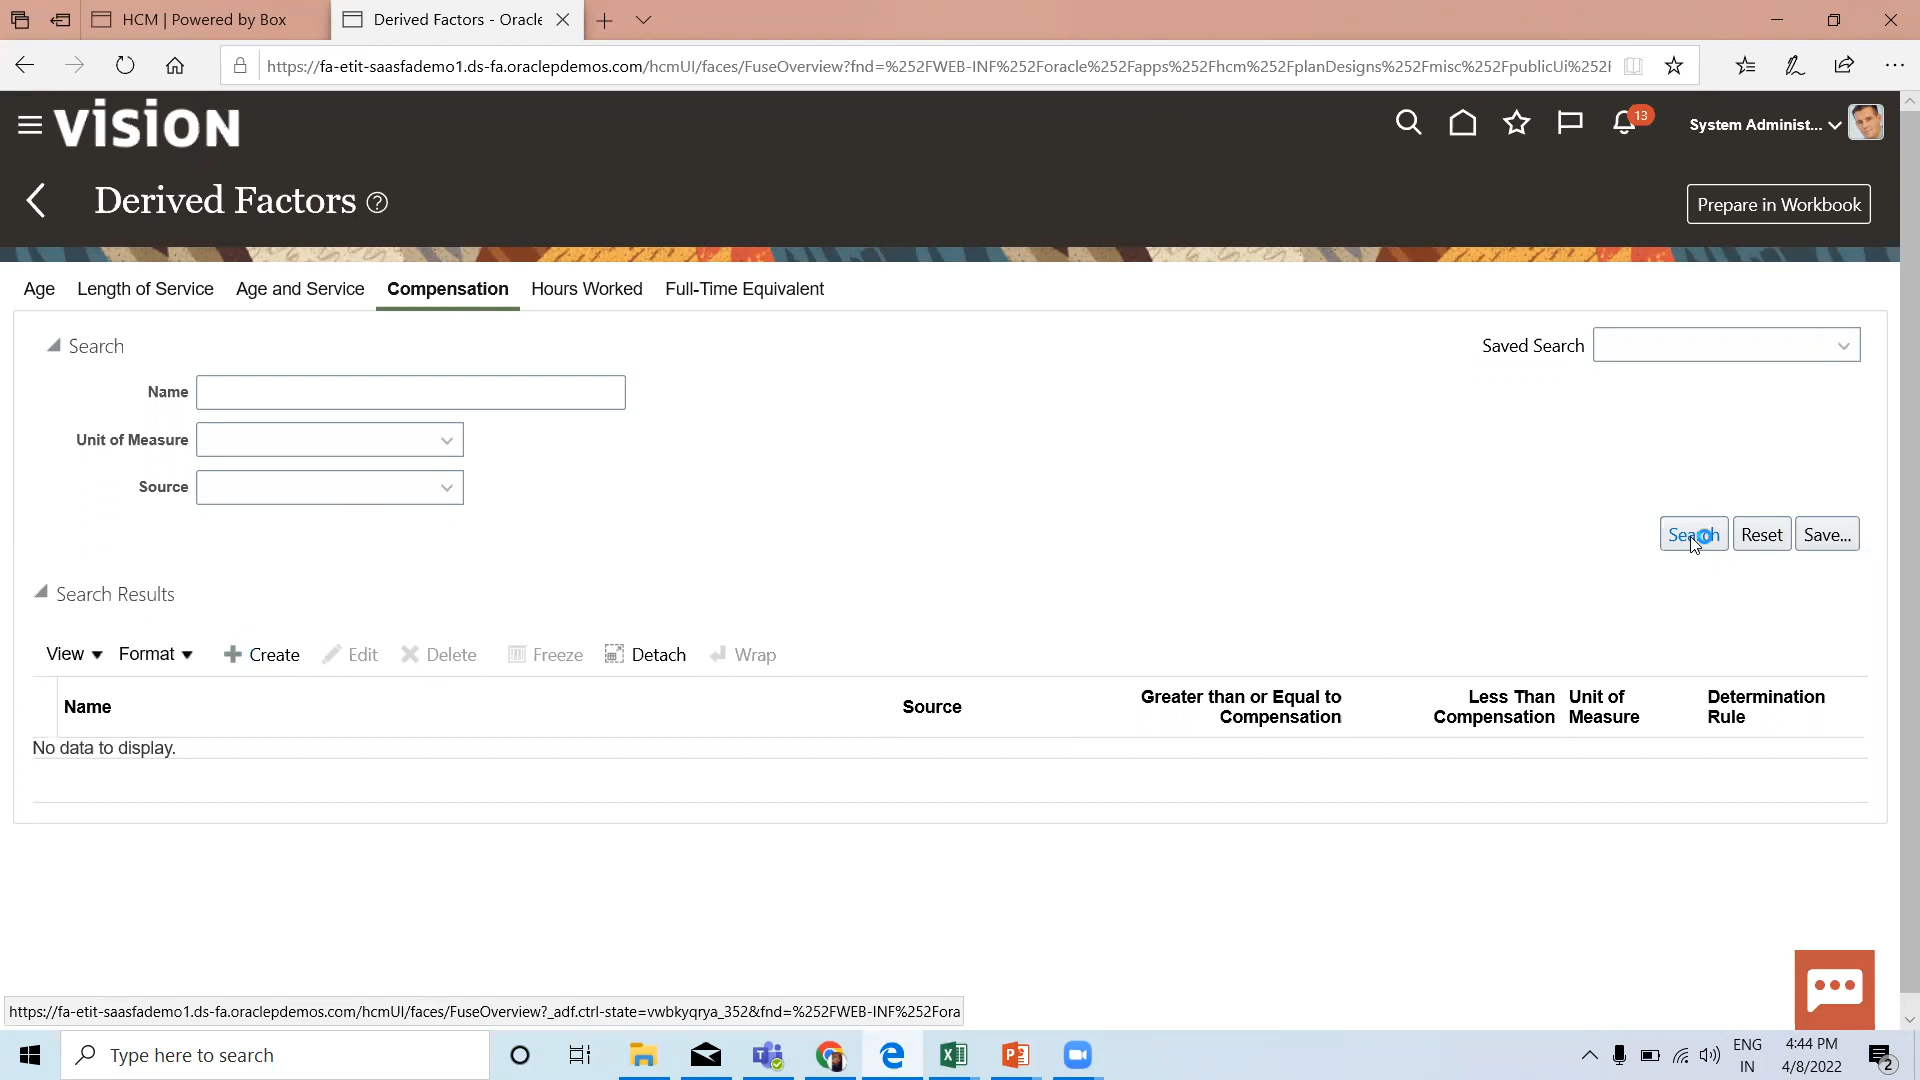 HCM | Powered by Box
Derived Factors - Oracle
https://fa-etit-saasfademo1.ds-fa.oraclepdemos.com/hcmUI/faces/FuseOverview?fnd=%252FWEB-INF%252Foracle%252Fapps%252Fhcm%252FplanDesigns%252Fmisc%252FpublicUi%252F
vision
13
System Administ...
Derived Factors ?
Prepare in Workbook
Age Length of Service Age and Service Compensation Hours Worked Full-Time Equivalent
Search
Saved Search
Name
Unit of Measure
Source
Search Reset Save...
Search Results
View Format Create Edit Delete Freeze Detach Wrap
Name Source Greater than or Equal to Compensation Less Than Compensation Unit of Measure Determination Rule
No data to display.
https://fa-etit-saasfademo1.ds-fa.oraclepdemos.com/hcmUI/faces/FuseOverview?_adf.ctrl-state=vwbkyqrya_352&fnd=%252FWEB-INF%252Fora
Type here to search
ENG
IN
4:44 PM
4/8/2022
2